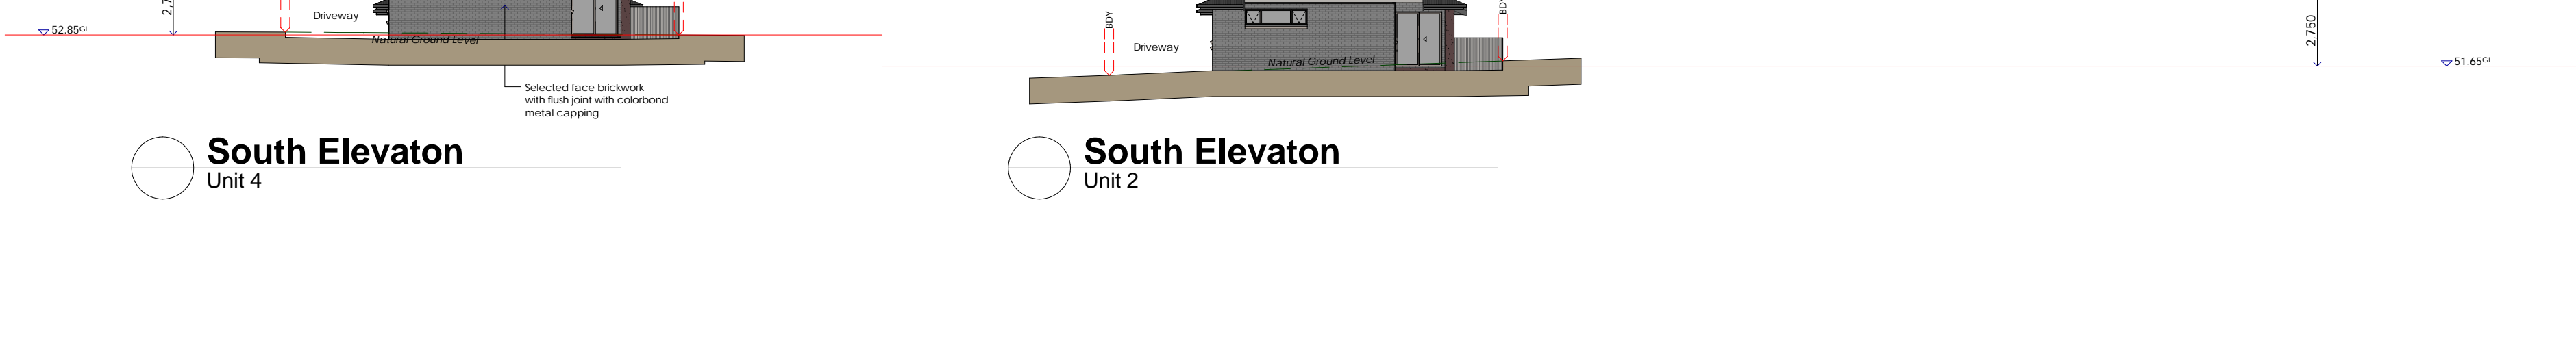 2,7
Driveway
52.85GL
Natural Ground Level
Selected face brickwork
with flush joint with colorbond
metal capping
South Elevaton
Unit 4
BDY
BDY
Driveway
Natural Ground Level
2,750
51.65GL
South Elevaton
Unit 2